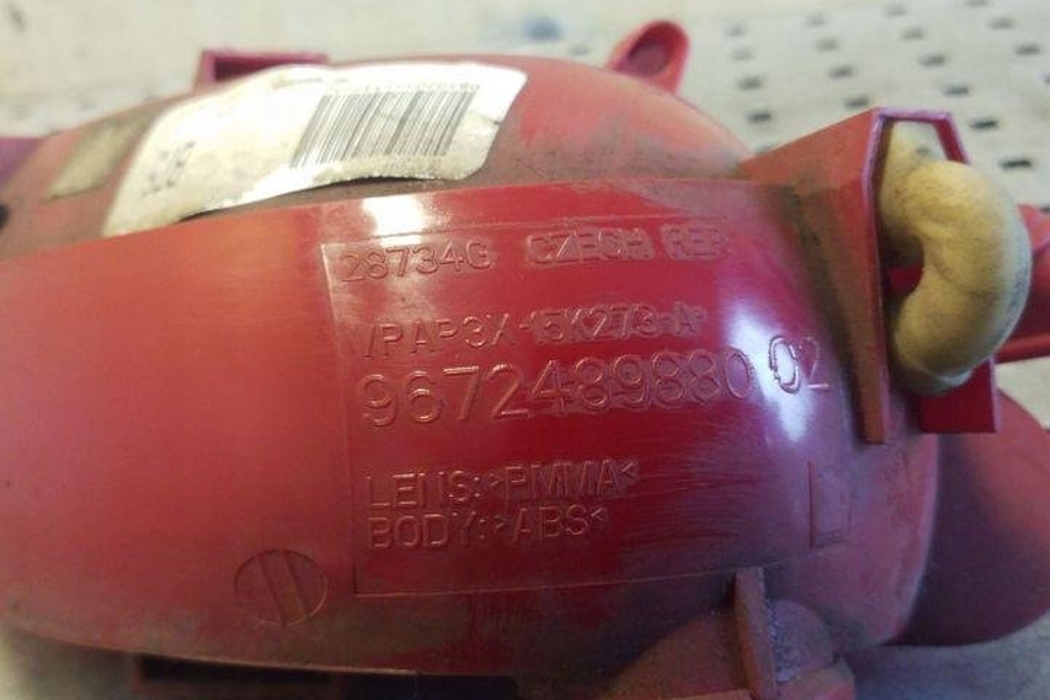 28734G CZECH REP
VPAP3X-15K273-A
9672489880 02
LENS:>PMMA<
BODY:>ABS<
L